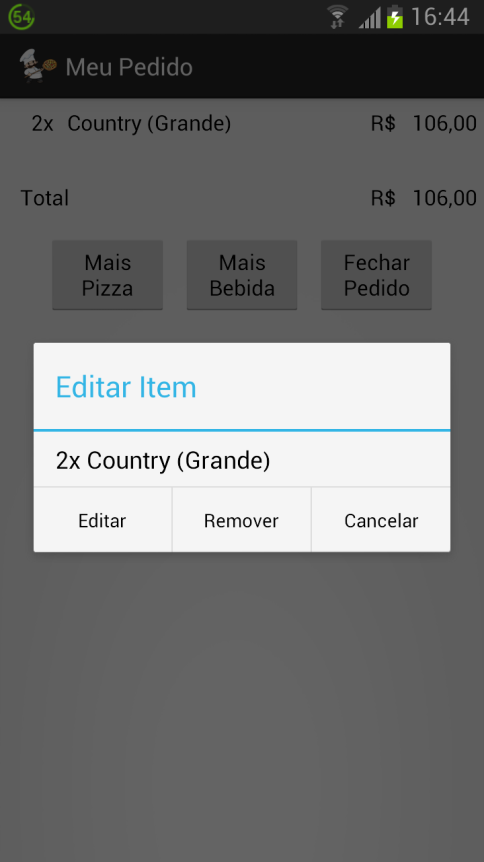 54 16:44
Meu Pedido
2x Country (Grande) R$ 106,00
Total R$ 106,00
Mais Pizza
Mais Bebida
Fechar Pedido
Editar Item
2x Country (Grande)
Editar Remover Cancelar